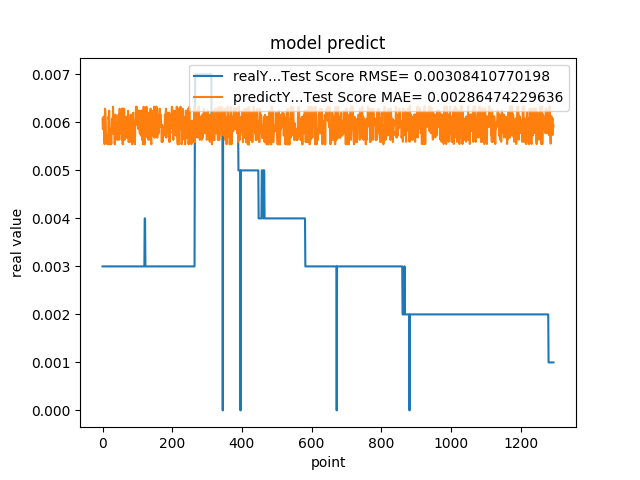 model predict
realY...Test Score RMSE= 0.00308410770198
predictY...Test Score MAE= 0.00286474229636
0.007
0.006
0.005
0.004
0.003
0.002
0.001
0.000
real value
0 200 400 600 800 1000 1200
point